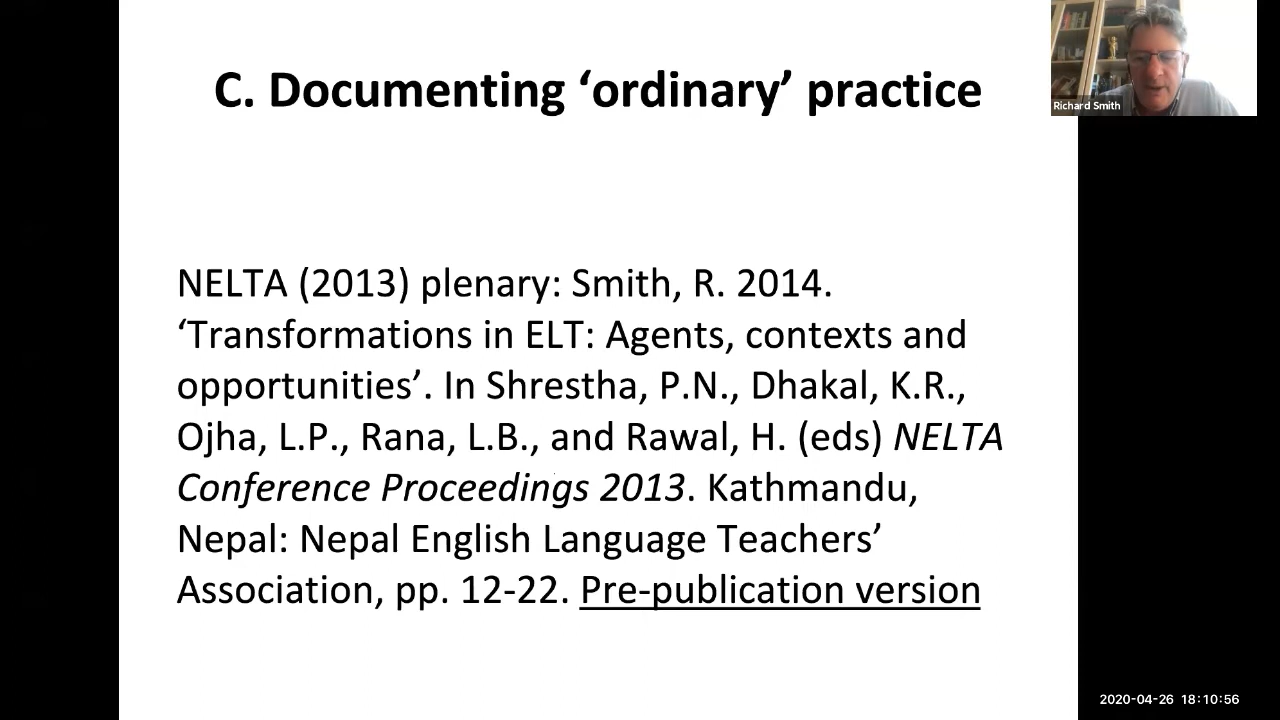 C. Documenting ‘ordinary’ practice
Richard Smith
NELTA (2013) plenary: Smith, R. 2014.
‘Transformations in ELT: Agents, contexts and
opportunities’. In Shrestha, P.N., Dhakal, K.R.,
Ojha, L.P., Rana, L.B., and Rawal, H. (eds) NELTA
Conference Proceedings 2013. Kathmandu,
Nepal: Nepal English Language Teachers’
Association, pp. 12-22. Pre-publication version
2020-04-26 18:10:56